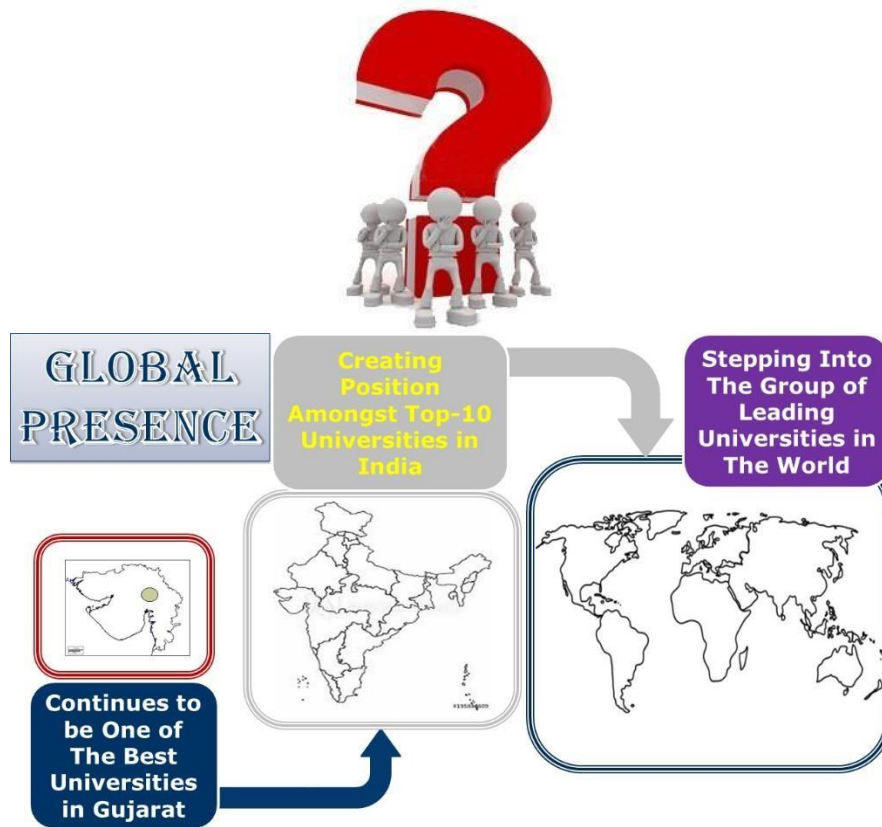 GLOBAL
PRESENCE
Creating
Position
Amongst Top-10
Universities in
India
Stepping Into
The Group of
Leading
Universities in
The World
Continues to
be One of
The Best
Universities
in Gujarat